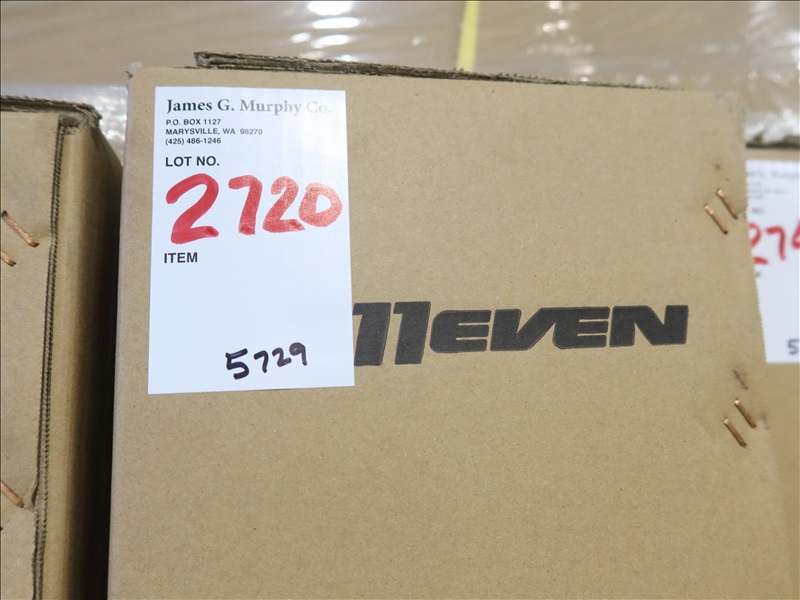 James G. Murphy Co.
P.O. BOX 1127
MARYSVILLE, WA 98270
(425) 486-1246
LOT NO.
2720
ITEM
5729
11EVEN